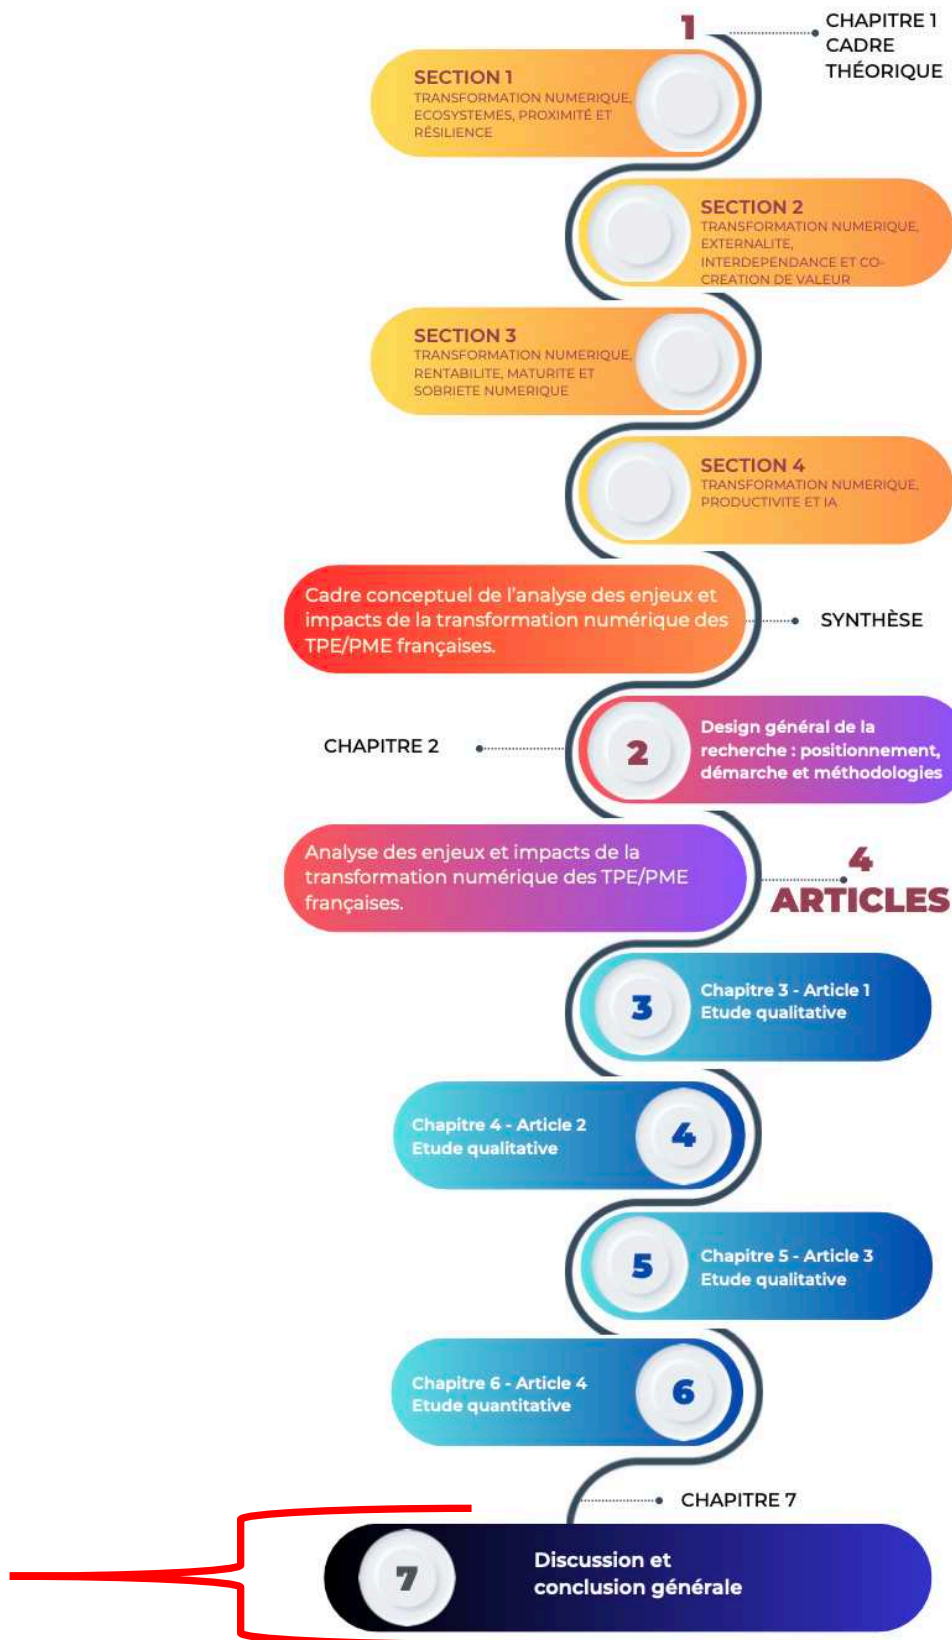 1
CHAPITRE 1
CADRE
THÉORIQUE
SECTION 1
TRANSFORMATION NUMERIQUE,
ECOSYSTEMES, PROXIMITÉ ET
RÉSILIENCE
SECTION 2
TRANSFORMATION NUMERIQUE,
EXTERNALITE,
INTERDEPENDANCE ET CO-
CREATION DE VALEUR
SECTION 3
TRANSFORMATION NUMERIQUE,
RENTABILITE, MATURITE ET
SOBRIETE NUMERIQUE
SECTION 4
TRANSFORMATION NUMERIQUE,
PRODUCTIVITE ET IA
Cadre conceptuel de l'analyse des enjeux et
impacts de la transformation numérique des
TPE/PME françaises.
SYNTHÈSE
CHAPITRE 2
2
Design général de la
recherche : positionnement,
démarche et méthodologies
Analyse des enjeux et impacts de la
transformation numérique des TPE/PME
françaises.
4
ARTICLES
3
Chapitre 3 - Article 1
Etude qualitative
Chapitre 4 - Article 2
Etude qualitative
4
5
Chapitre 5 - Article 3
Etude qualitative
Chapitre 6 - Article 4
Etude quantitative
6
CHAPITRE 7
7
Discussion et
conclusion générale